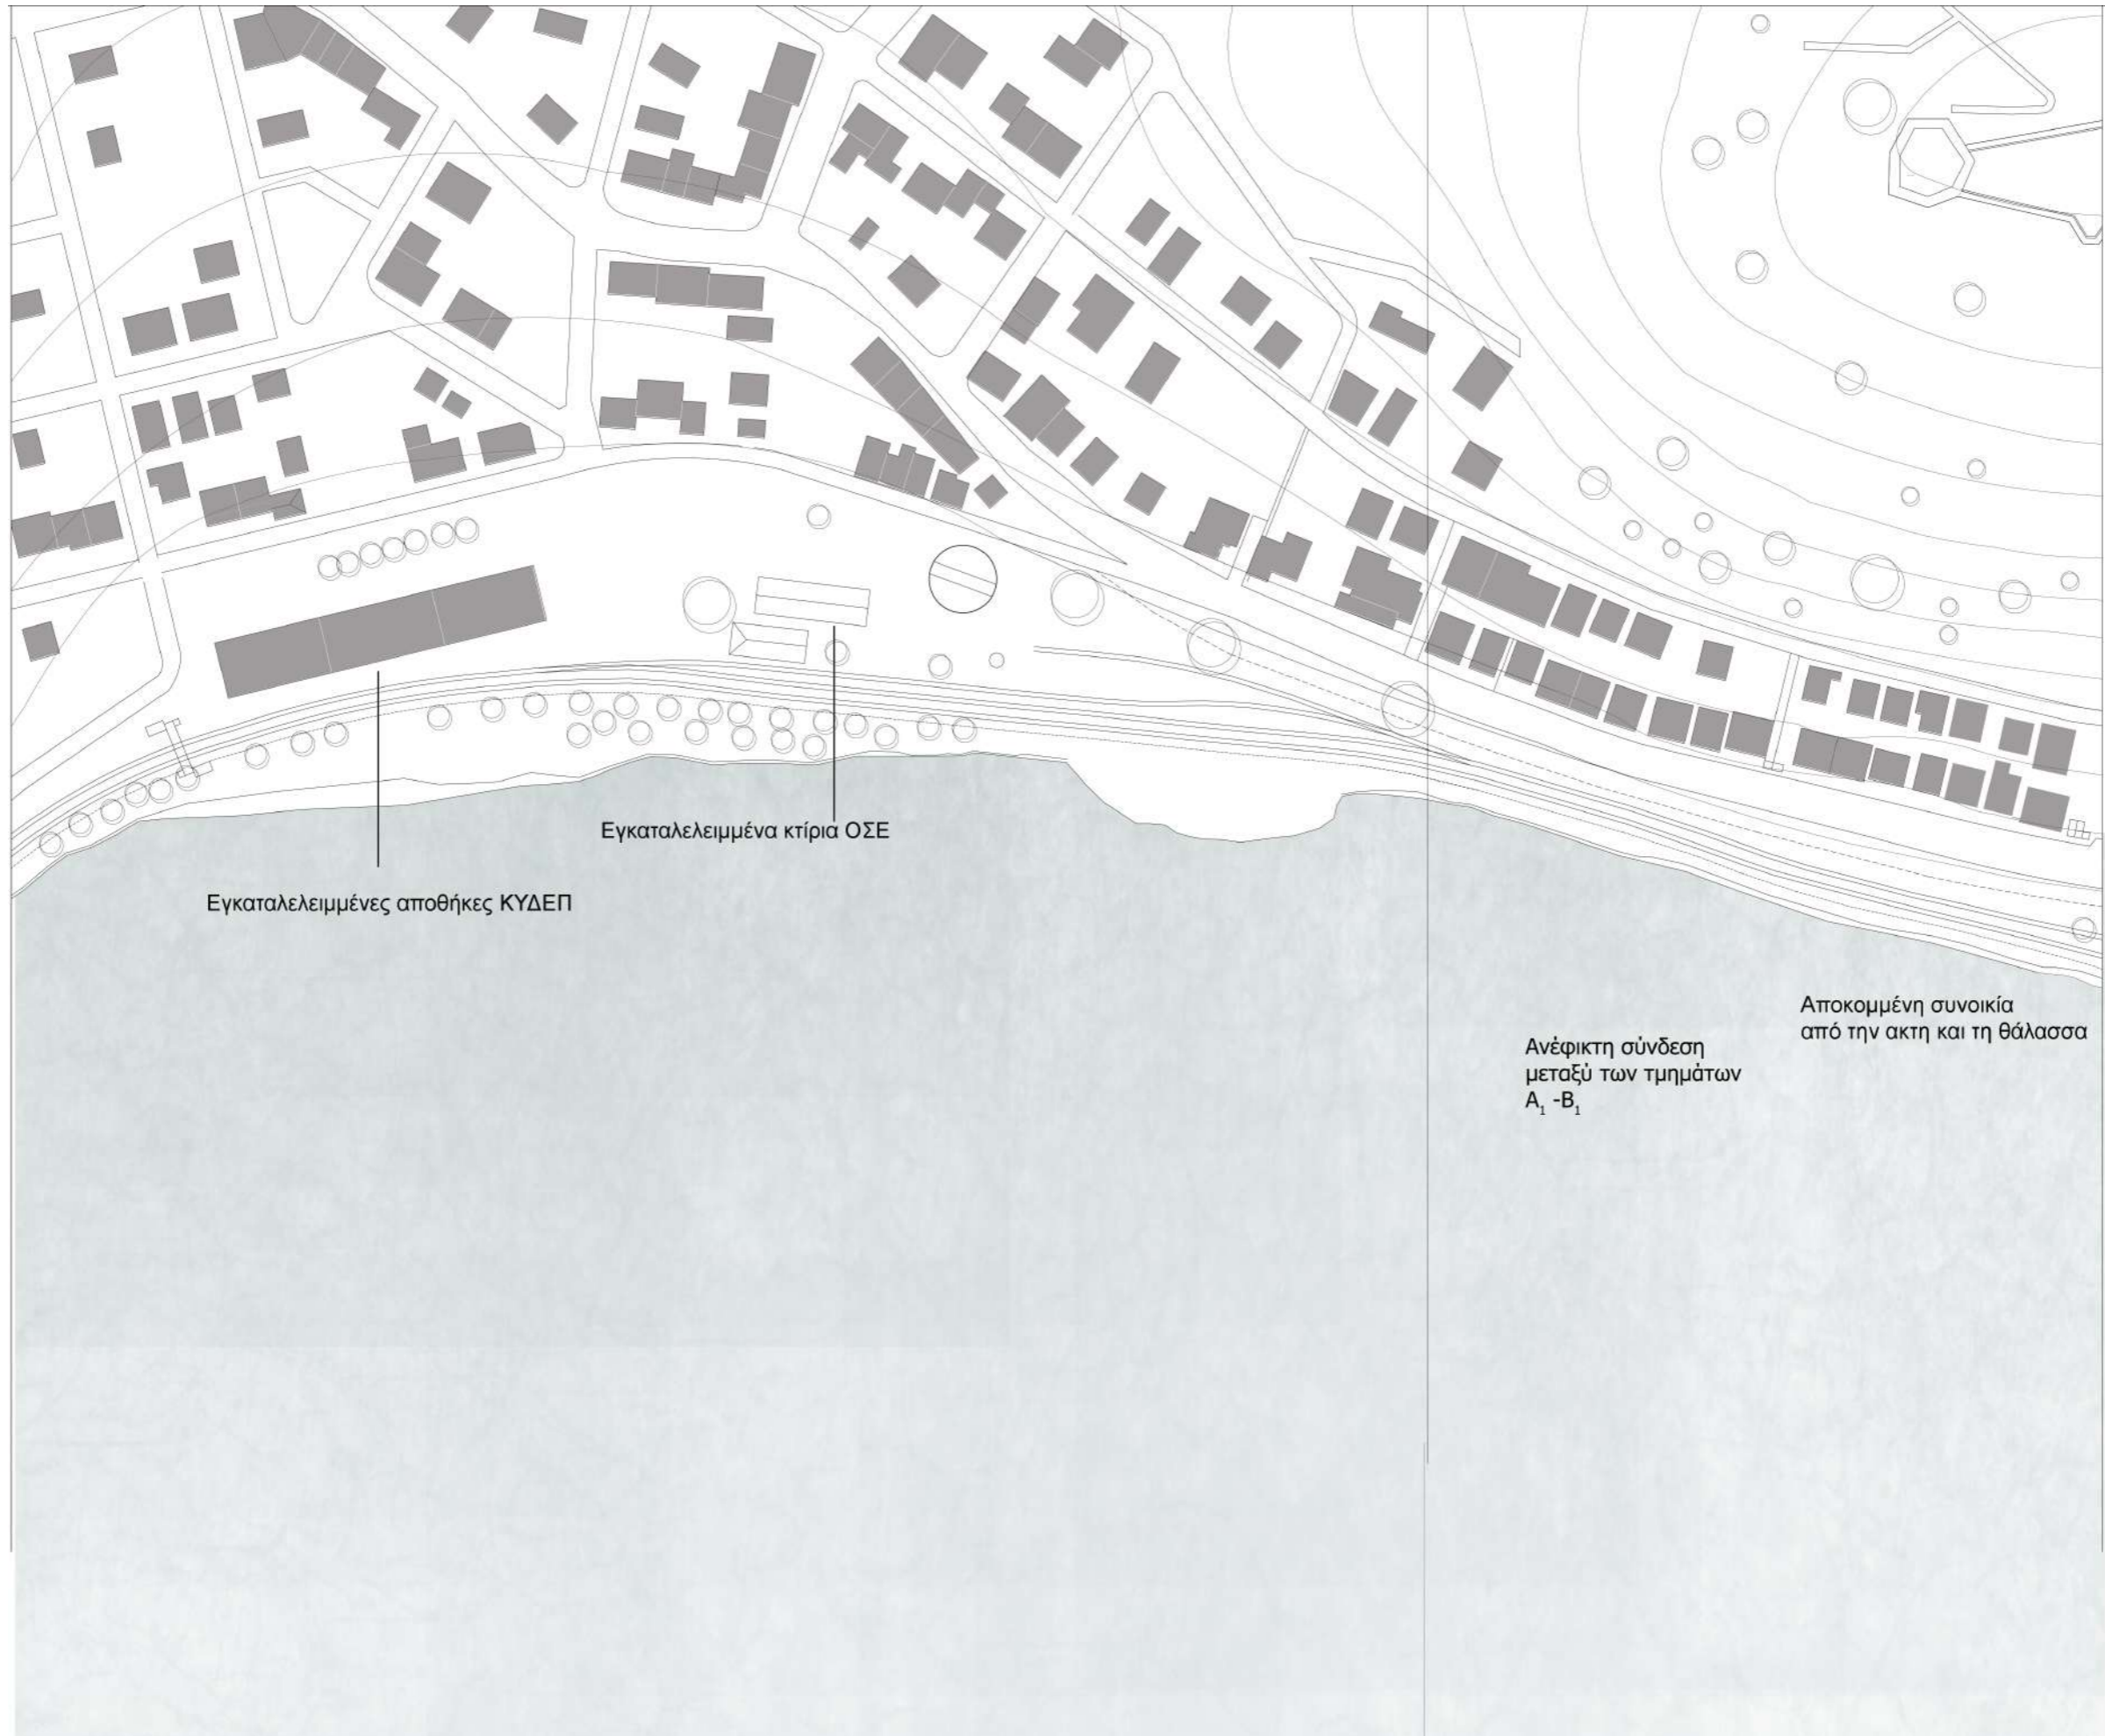 Εγκαταλελειμμένα κτίρια ΟΣΕ
Εγκαταλελειμμένες αποθήκες ΚΥΔΕΠ
Αποκομμένη συνοικία
από την ακτη και τη θάλασσα
Ανέφικτη σύνδεση
μεταξύ των τμημάτων
Α₁ -Β₁